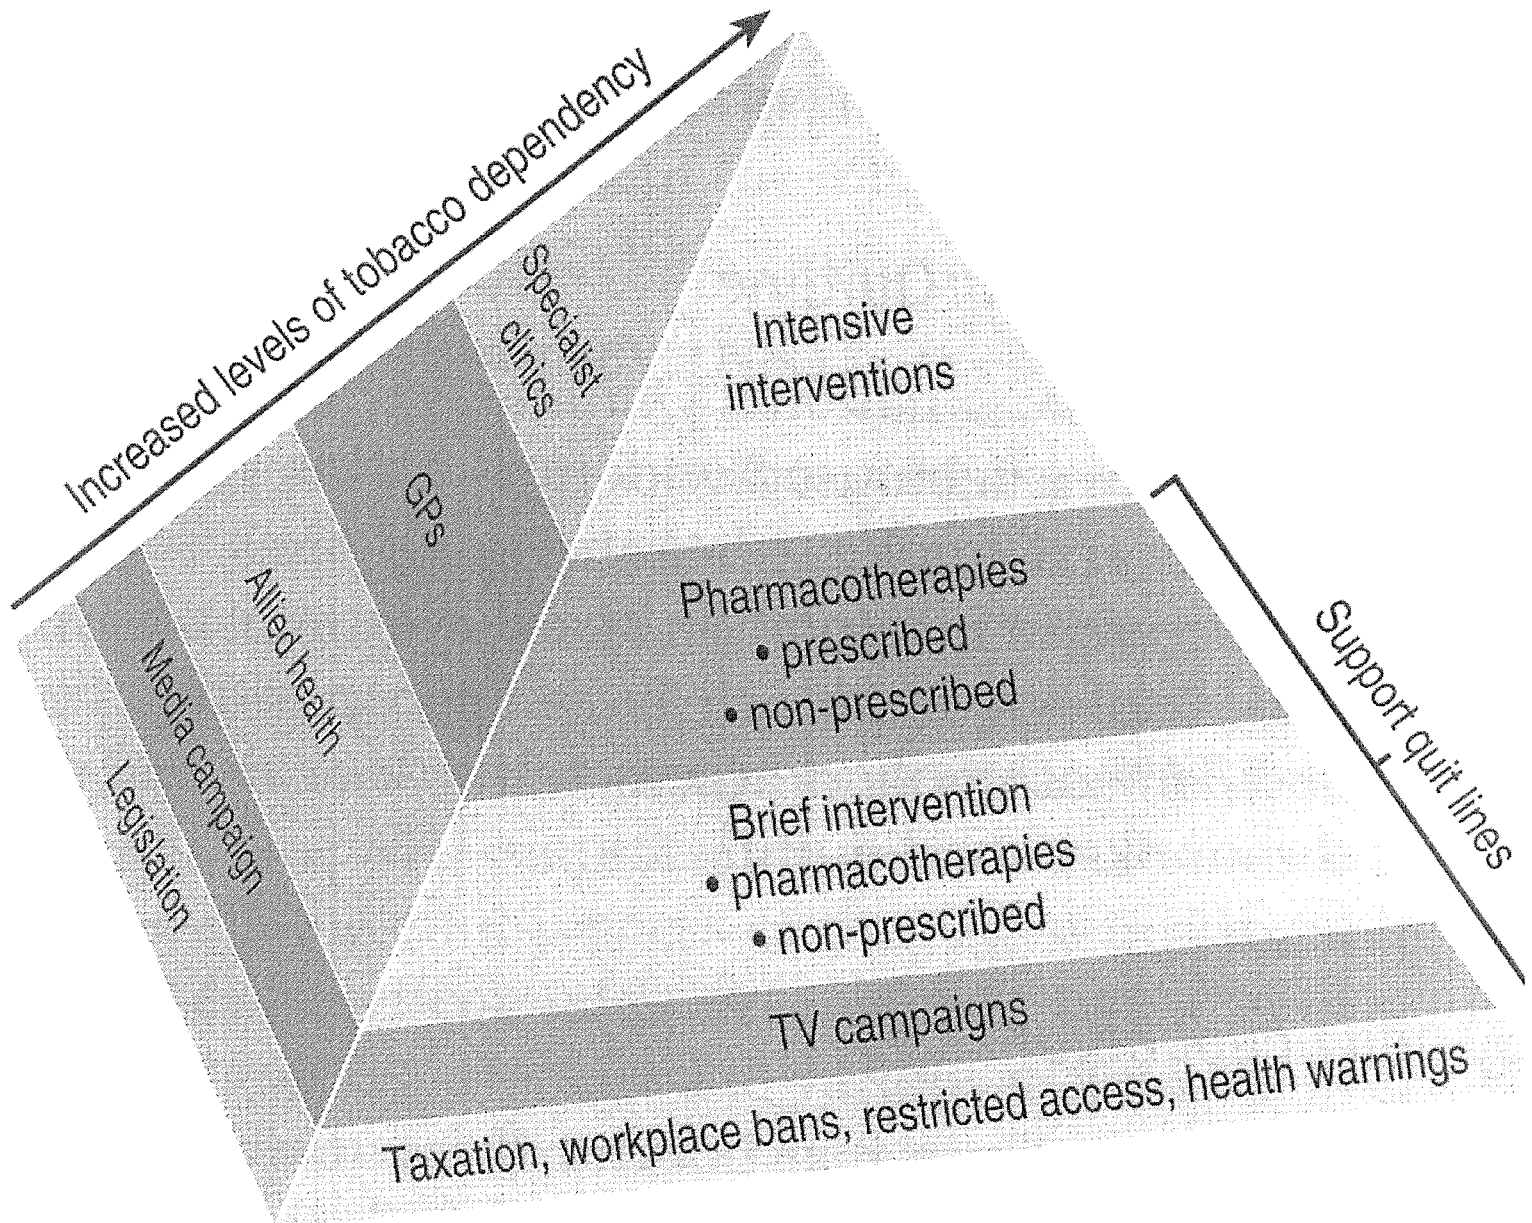 Increased levels of tobacco dependency
Specialist
clinics
GPs
Allied health
Media campaign
Legislation
Intensive
interventions
Pharmacotherapies
• prescribed
• non-prescribed
Brief intervention
• pharmacotherapies
• non-prescribed
TV campaigns
Taxation, workplace bans, restricted access, health warnings
Support quit lines